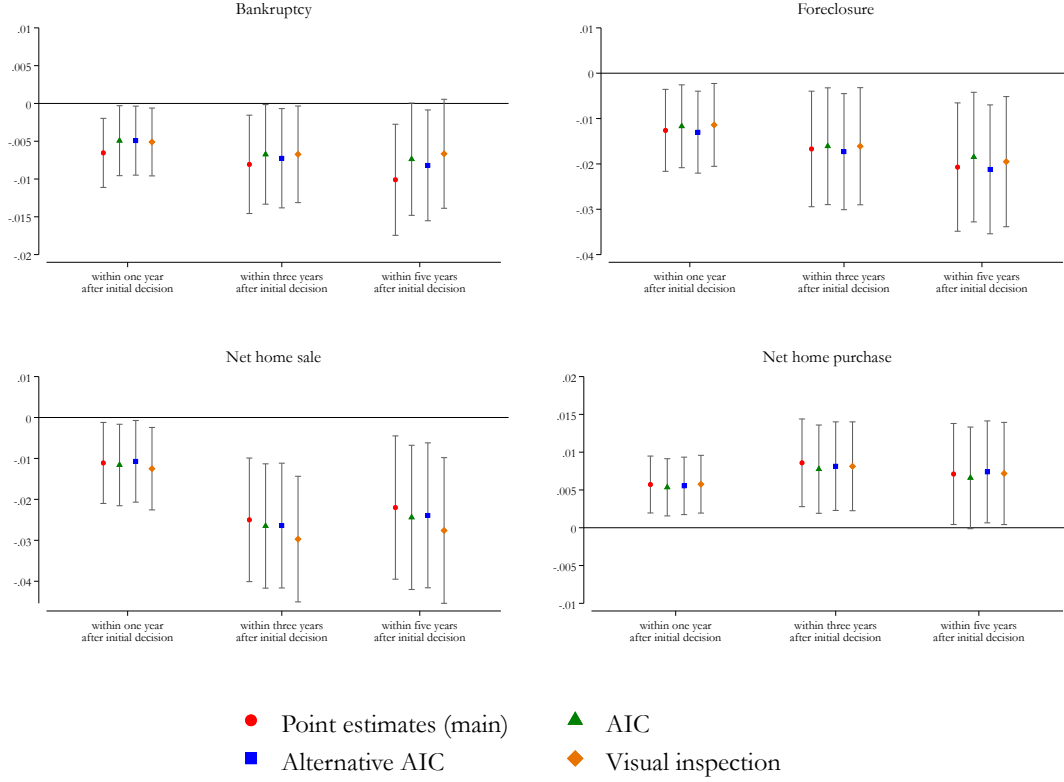 Bankruptcy
.01
.005
0
-.005
-.01
-.015
-.02
within one year
after initial decision
within three years
after initial decision
within five years
after initial decision
Foreclosure
.01
0
-.01
-.02
-.03
-.04
within one year
after initial decision
within three years
after initial decision
within five years
after initial decision
Net home sale
.01
0
-.01
-.02
-.03
-.04
within one year
after initial decision
within three years
after initial decision
within five years
after initial decision
Net home purchase
.02
.015
.01
.005
0
-.005
-.01
within one year
after initial decision
within three years
after initial decision
within five years
after initial decision
Point estimates (main)
AIC
Alternative AIC
Visual inspection